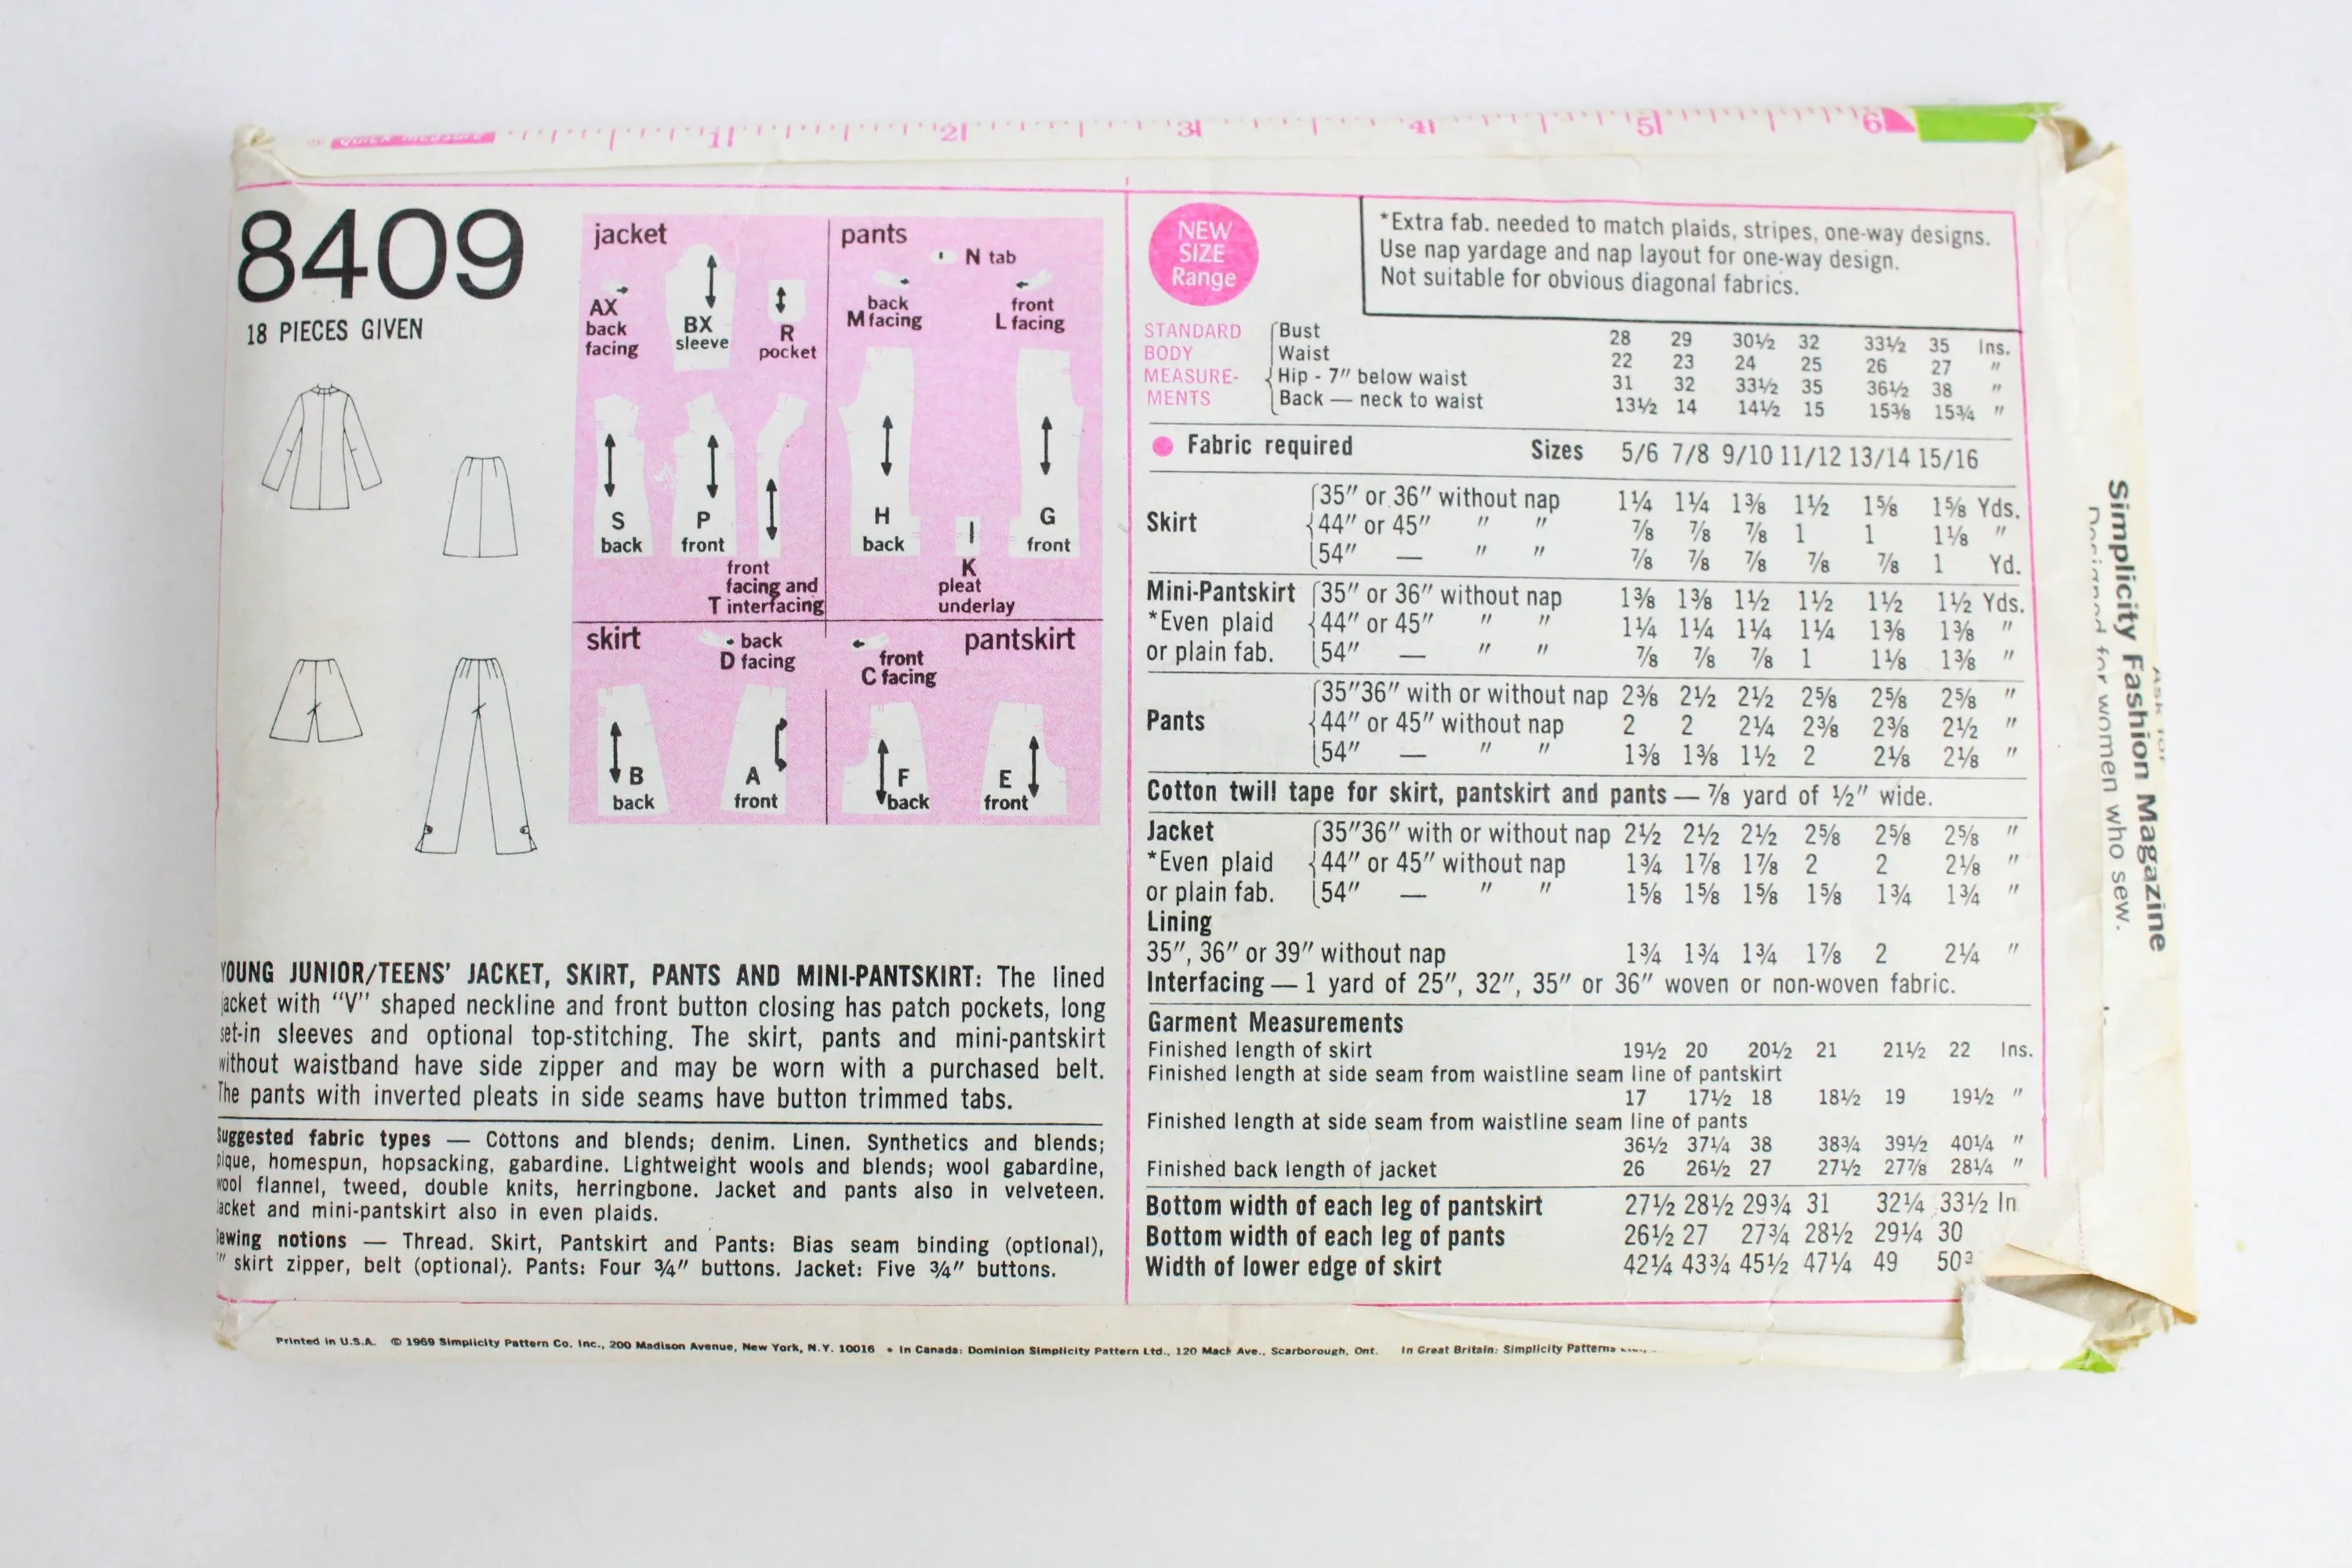 Quick Measure 1 2 3 4 5 6
8409
18 PIECES GIVEN
jacket
AX
back
facing
BX
sleeve
R
pocket
S
back
P
front
front
facing and
T interfacing
pants
N tab
back
M facing
front
L facing
H
back
K
pleat
underlay
G
front
skirt
back
D facing
B
back
A
front
pantskirt
front
C facing
F
back
E
front
YOUNG JUNIOR/TEENS' JACKET, SKIRT, PANTS AND MINI-PANTSKIRT: The lined
jacket with "V" shaped neckline and front button closing has patch pockets, long
set-in sleeves and optional top-stitching. The skirt, pants and mini-pantskirt
without waistband have side zipper and may be worn with a purchased belt.
The pants with inverted pleats in side seams have button trimmed tabs.
Suggested fabric types — Cottons and blends; denim. Linen. Synthetics and blends;
pique, homespun, hopsacking, gabardine. Lightweight wools and blends; wool gabardine,
wool flannel, tweed, double knits, herringbone. Jacket and pants also in velveteen.
Jacket and mini-pantskirt also in even plaids.
Sewing notions — Thread. Skirt, Pantskirt and Pants: Bias seam binding (optional),
" skirt zipper, belt (optional). Pants: Four ¾" buttons. Jacket: Five ¾" buttons.
NEW
SIZE
Range
*Extra fab. needed to match plaids, stripes, one-way designs.
Use nap yardage and nap layout for one-way design.
Not suitable for obvious diagonal fabrics.
STANDARD
BODY
MEASURE-
MENTS
Bust 28 29 30½ 32 33½ 35 Ins.
Waist 22 23 24 25 26 27 "
Hip - 7" below waist 31 32 33½ 35 36½ 38 "
Back — neck to waist 13½ 14 14½ 15 15⅜ 15¾ "
Fabric required Sizes 5/6 7/8 9/10 11/12 13/14 15/16
Skirt
35" or 36" without nap 1¼ 1¼ 1⅜ 1½ 1⅝ 1⅝ Yds.
44" or 45" " " ⅞ ⅞ ⅞ 1 1 1⅛ "
54" — " " ⅞ ⅞ ⅞ ⅞ ⅞ 1 Yd.
Mini-Pantskirt 35" or 36" without nap 1⅜ 1⅜ 1½ 1½ 1½ 1½ Yds.
*Even plaid 44" or 45" " " 1¼ 1¼ 1¼ 1¼ 1⅜ 1⅜ "
or plain fab. 54" — " " ⅞ ⅞ ⅞ 1 1⅛ 1⅜ "
Pants
35"36" with or without nap 2⅜ 2½ 2½ 2⅝ 2⅝ 2⅝ "
44" or 45" without nap 2 2 2¼ 2⅜ 2⅜ 2½ "
54" — " " 1⅜ 1⅜ 1½ 2 2⅛ 2⅛ "
Cotton twill tape for skirt, pantskirt and pants — ⅞ yard of ½" wide.
Jacket 35"36" with or without nap 2½ 2½ 2½ 2⅝ 2⅝ 2⅝ "
*Even plaid 44" or 45" without nap 1¾ 1⅞ 1⅞ 2 2 2⅛ "
or plain fab. 54" — " " 1⅝ 1⅝ 1⅝ 1⅝ 1¾ 1¾ "
Lining
35", 36" or 39" without nap 1¾ 1¾ 1¾ 1⅞ 2 2¼ "
Interfacing — 1 yard of 25", 32", 35" or 36" woven or non-woven fabric.
Garment Measurements
Finished length of skirt 19½ 20 20½ 21 21½ 22 Ins.
Finished length at side seam from waistline seam line of pantskirt
17 17½ 18 18½ 19 19½ "
Finished length at side seam from waistline seam line of pants
36½ 37¼ 38 38¾ 39½ 40¼ "
Finished back length of jacket 26 26½ 27 27½ 27⅞ 28¼ "
Bottom width of each leg of pantskirt 27½ 28½ 29¾ 31 32¼ 33½ In
Bottom width of each leg of pants 26½ 27 27¾ 28½ 29¼ 30
Width of lower edge of skirt 42¼ 43¾ 45½ 47¼ 49 50
Ask for
Simplicity Fashion Magazine
Designed for women who sew.
Printed in U.S.A. © 1969 Simplicity Pattern Co. Inc., 200 Madison Avenue, New York, N.Y. 10016 • In Canada: Dominion Simplicity Pattern Ltd., 120 Mack Ave., Scarborough, Ont. In Great Britain: Simplicity Patterns